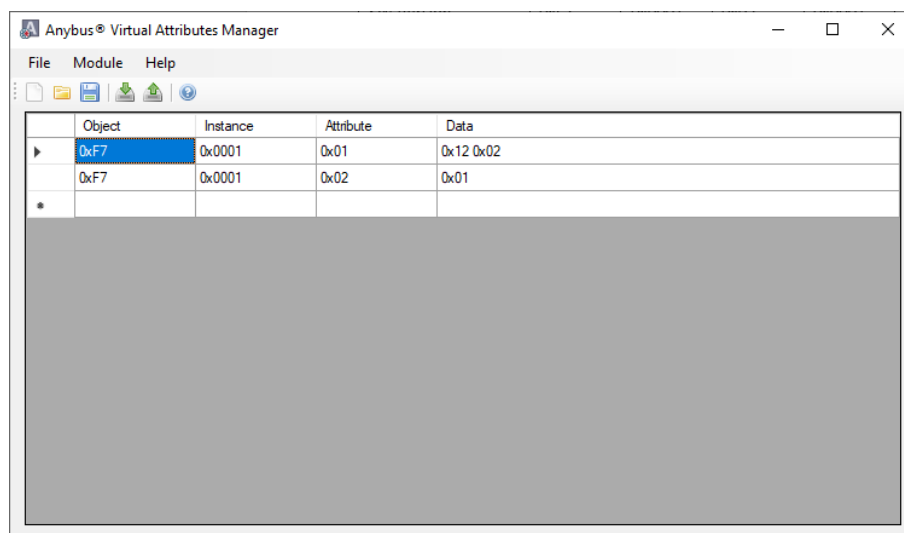 Anybus® Virtual Attributes Manager
File Module Help
Object Instance Attribute Data
0xF7 0x0001 0x01 0x12 0x02
0xF7 0x0001 0x02 0x01